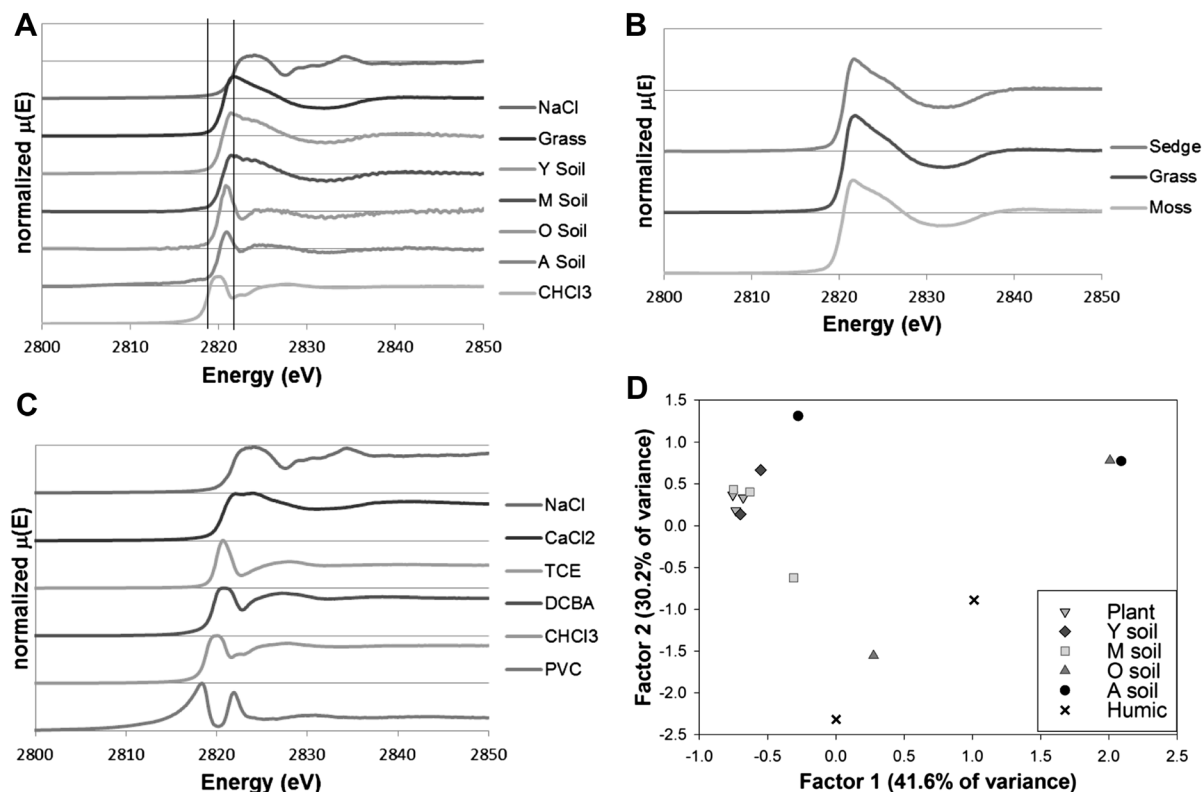 A
normalized μ(E)
NaCl
Grass
Y Soil
M Soil
O Soil
A Soil
CHCl3
2800 2810 2820 2830 2840 2850
Energy (eV)
B
normalized μ(E)
Sedge
Grass
Moss
2800 2810 2820 2830 2840 2850
Energy (eV)
C
normalized μ(E)
NaCl
CaCl2
TCE
DCBA
CHCl3
PVC
2800 2810 2820 2830 2840 2850
Energy (eV)
D
Factor 2 (30.2% of variance)
1.5
1.0
0.5
0.0
-0.5
-1.0
-1.5
-2.0
-2.5
Plant
Y soil
M soil
O soil
A soil
Humic
-1.0 -0.5 0.0 0.5 1.0 1.5 2.0 2.5
Factor 1 (41.6% of variance)